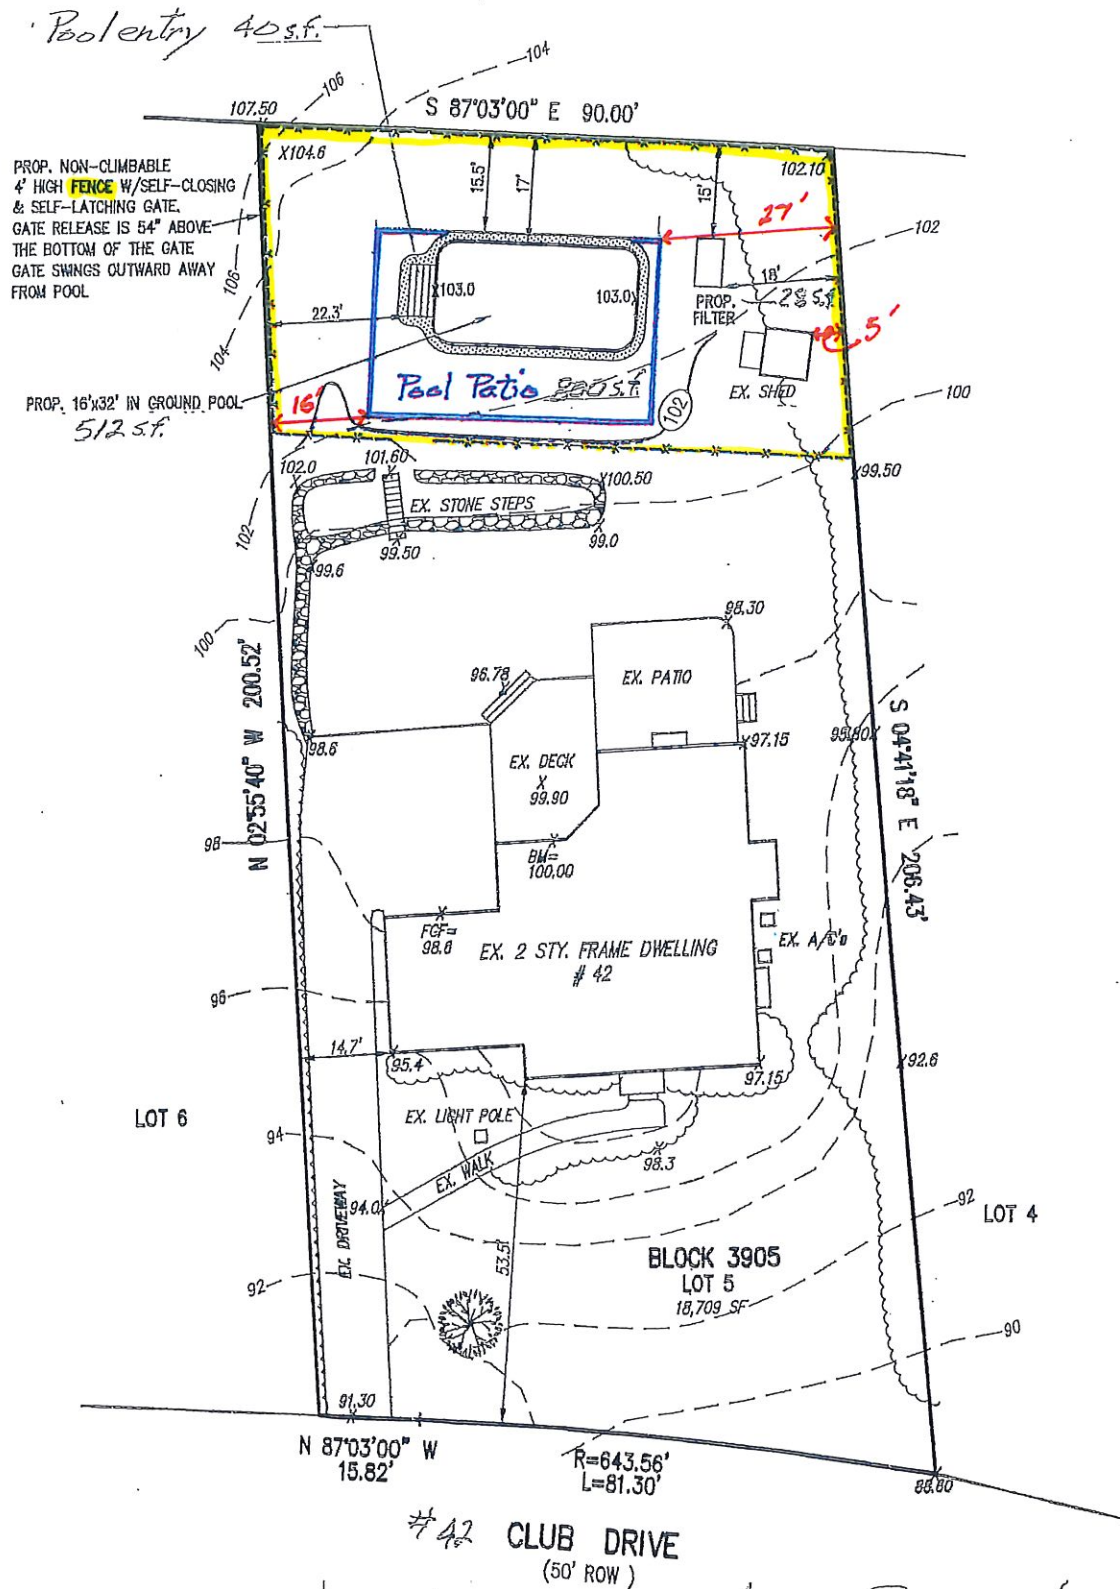 Pool entry 40 s.f.
104
106
107.50
S 87°03'00" E 90.00'
X104.6
102.10
PROP. NON-CLIMBABLE
4' HIGH FENCE W/SELF-CLOSING
& SELF-LATCHING GATE.
GATE RELEASE IS 54" ABOVE
THE BOTTOM OF THE GATE
GATE SWINGS OUTWARD AWAY
FROM POOL
15.5'
17'
15'
27'
102
106
103.0
103.0
18'
PROP.
FILTER
28 s.f.
22.3'
5'
104
Pool Patio 800 s.f.
EX. SHED
100
PROP. 16'x32' IN GROUND POOL
512 s.f.
16'
102
101.60
102.0
100.50
99.50
EX. STONE STEPS
102
99.50
99.0
99.6
98.30
100
N 02°55'40" W 200.52'
EX. PATIO
96.78
S 04°41'18" E 206.43'
98.6
97.15
95.80
EX. DECK
X
99.90
98
BM=
100.00
FGF=
98.6
EX. 2 STY. FRAME DWELLING
# 42
EX. A/C's
96
14.7'
95.4
97.15
92.6
LOT 6
EX. LIGHT POLE
94
98.3
EX. WALK
94.0
EX. DRIVEWAY
92
LOT 4
53.5'
BLOCK 3905
LOT 5
18,709 SF
92
90
91.30
N 87°03'00" W
15.82'
R=643.56'
L=81.30'
#42 CLUB DRIVE
(50' ROW)